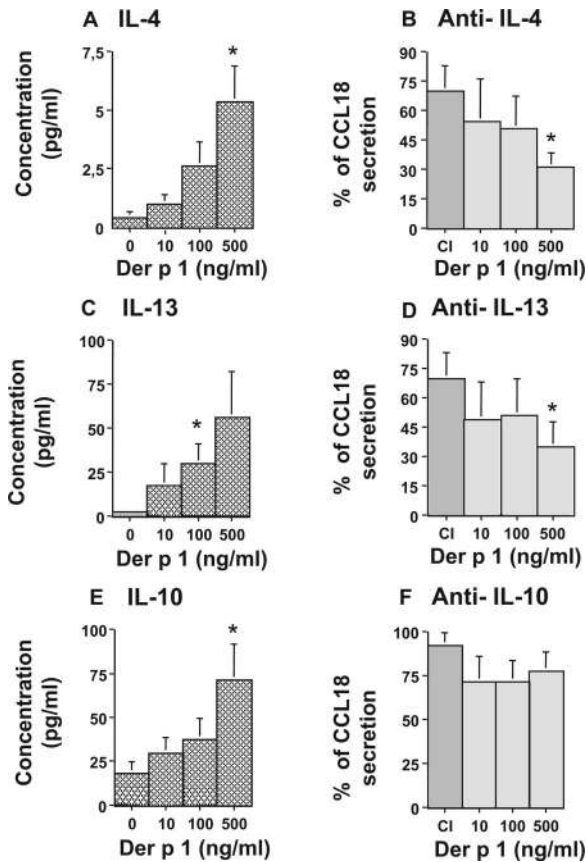 A IL-4
Concentration
(pg/ml)
7,5
5
2,5
0
*
0 10 100 500
Der p 1 (ng/ml)
B Anti- IL-4
% of CCL18
secretion
90
75
60
45
30
15
0
*
CI 10 100 500
Der p 1 (ng/ml)
C IL-13
Concentration
(pg/ml)
100
75
50
25
0
*
0 10 100 500
Der p 1 (ng/ml)
D Anti- IL-13
% of CCL18
secretion
90
75
60
45
30
15
0
*
CI 10 100 500
Der p 1 (ng/ml)
E IL-10
Concentration
(pg/ml)
100
75
50
25
0
*
0 10 100 500
Der p 1 (ng/ml)
F Anti- IL-10
% of CCL18
secretion
100
75
50
25
0
CI 10 100 500
Der p 1 (ng/ml)